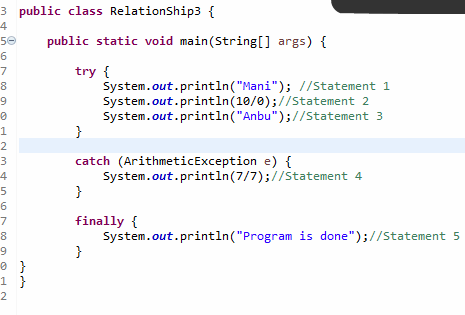 3 public class RelationShip3 {
4
5 public static void main(String[] args) {
6
7 try {
8 System.out.println("Mani"); //Statement 1
9 System.out.println(10/0);//Statement 2
0 System.out.println("Anbu");//Statement 3
1 }
2
3 catch (ArithmeticException e) {
4 System.out.println(7/7);//Statement 4
5 }
6
7 finally {
8 System.out.println("Program is done");//Statement 5
9 }
0 }
1 }
2